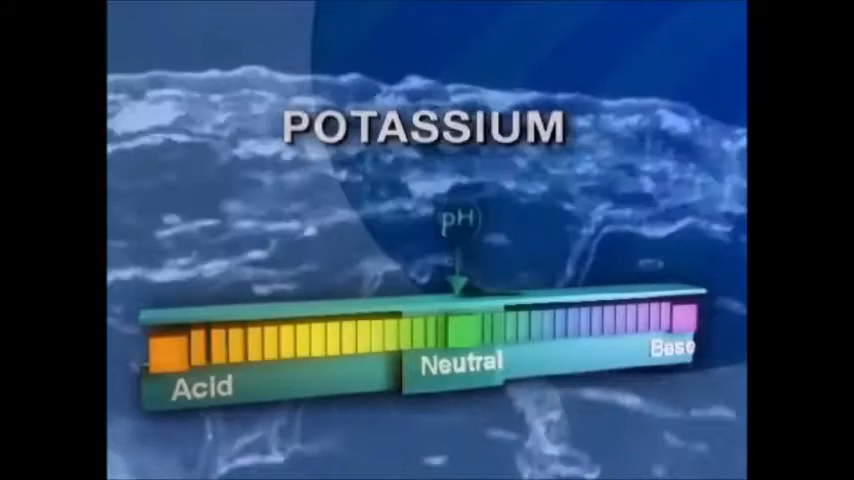 POTASSIUM
pH
Acid
Neutral
Base